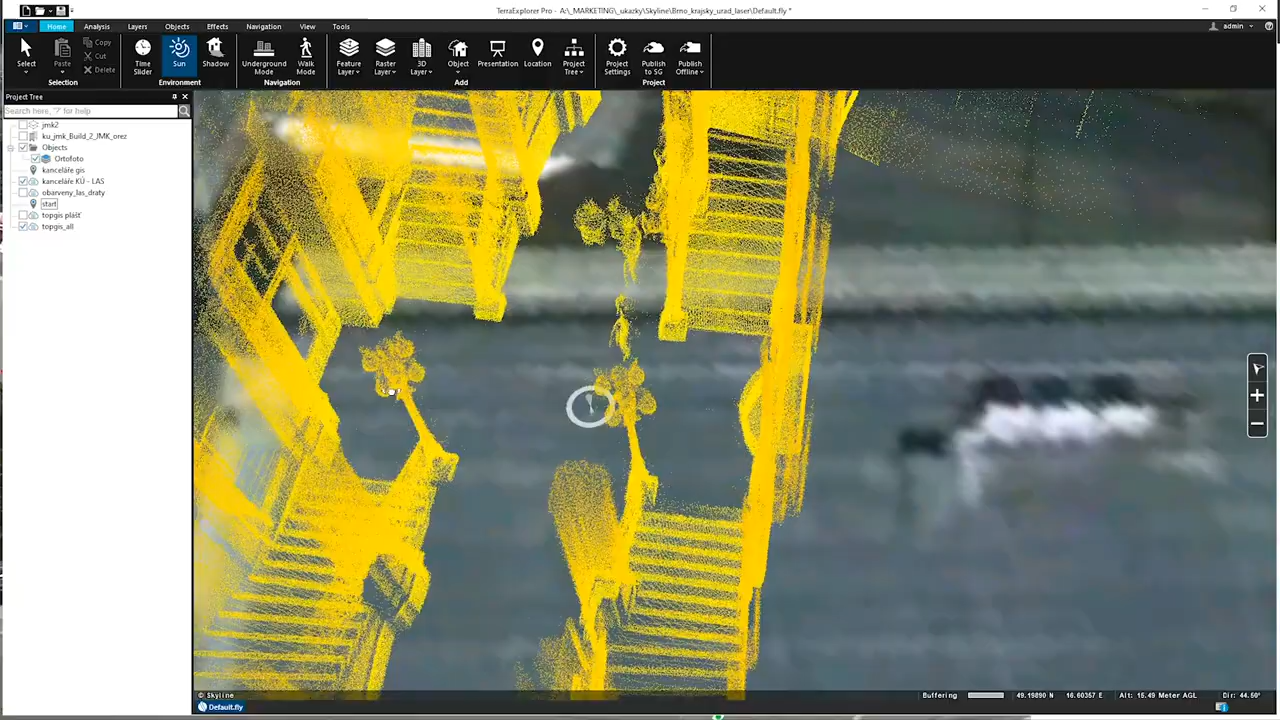 TerraExplorer Pro - A:\_MARKETING\_ukazky\Skyline\Brno_krajsky_urad_laser\Default.fly *
Home Analysis Layers Objects Effects Navigation View Tools admin
Select Paste Copy Cut Delete Selection
Time Slider Sun Shadow Environment
Underground Mode Walk Mode Navigation
Feature Layer Raster Layer 3D Layer Object Presentation Location Project Tree Add
Project Settings Publish to SG Publish Offline Project
Project Tree
Search here, '?' for help
jmk2
ku_jmk_Build_2_JMK_orez
Objects
Ortofoto
kanceláře gis
kanceláře KÚ - LAS
obarveny_las_draty
start
topgis plášť
topgis_all
© Skyline
Buffering 49.19890 N 16.60357 E Alt: 15.49 Meter AGL Dir: 44.50°
Default.fly